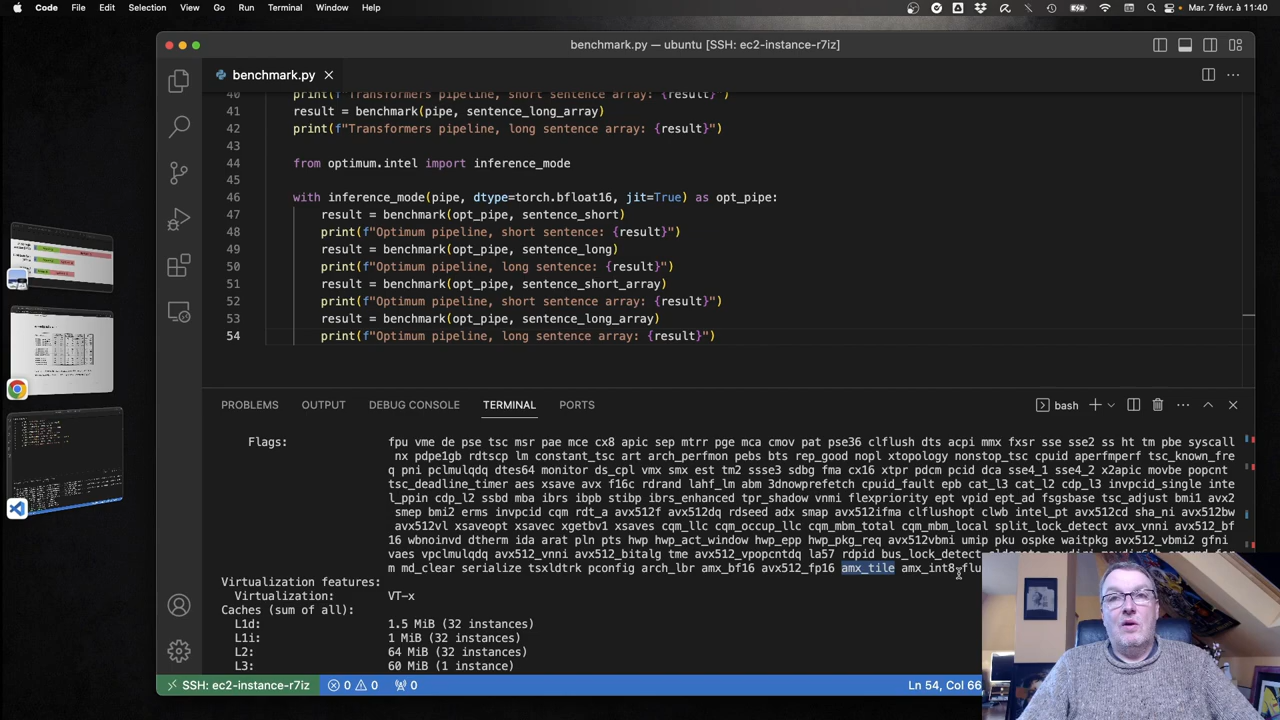 Code File Edit Selection View Go Run Terminal Window Help Mar. 7 févr à 11:40
benchmark.py — ubuntu [SSH: ec2-instance-r7iz]
benchmark.py
40 print(f"Transformers pipeline, short sentence array: {result}")
41 result = benchmark(pipe, sentence_long_array)
42 print(f"Transformers pipeline, long sentence array: {result}")
43
44 from optimum.intel import inference_mode
45
46 with inference_mode(pipe, dtype=torch.bfloat16, jit=True) as opt_pipe:
47 result = benchmark(opt_pipe, sentence_short)
48 print(f"Optimum pipeline, short sentence: {result}")
49 result = benchmark(opt_pipe, sentence_long)
50 print(f"Optimum pipeline, long sentence: {result}")
51 result = benchmark(opt_pipe, sentence_short_array)
52 print(f"Optimum pipeline, short sentence array: {result}")
53 result = benchmark(opt_pipe, sentence_long_array)
54 print(f"Optimum pipeline, long sentence array: {result}")
PROBLEMS OUTPUT DEBUG CONSOLE TERMINAL PORTS bash
Flags: fpu vme de pse tsc msr pae mce cx8 apic sep mtrr pge mca cmov pat pse36 clflush dts acpi mmx fxsr sse sse2 ss ht tm pbe syscall
nx pdpe1gb rdtscp lm constant_tsc art arch_perfmon pebs bts rep_good nopl xtopology nonstop_tsc cpuid aperfmperf tsc_known_fre
q pni pclmulqdq dtes64 monitor ds_cpl vmx smx est tm2 ssse3 sdbg fma cx16 xtpr pdcm pcid dca sse4_1 sse4_2 x2apic movbe popcnt
tsc_deadline_timer aes xsave avx f16c rdrand lahf_lm abm 3dnowprefetch cpuid_fault epb cat_l3 cat_l2 cdp_l3 invpcid_single int
el_ppin cdp_l2 ssbd mba ibrs ibpb stibp ibrs_enhanced tpr_shadow vnmi flexpriority ept vpid ept_ad fsgsbase tsc_adjust bmi1 avx2
smep bmi2 erms invpcid cqm rdt_a avx512f avx512dq rdseed adx smap avx512ifma clflushopt clwb intel_pt avx512cd sha_ni avx512bw
avx512vl xsaveopt xsavec xgetbv1 xsaves cqm_llc cqm_occup_llc cqm_mbm_total cqm_mbm_local split_lock_detect avx_vnni avx512_bf
16 wbnoinvd dtherm ida arat pln pts hwp hwp_act_window hwp_epp hwp_pkg_req avx512vbmi umip pku ospke waitpkg avx512_vbmi2 gfni
vaes vpclmulqdq avx512_vnni avx512_bitalg tme avx512_vpopcntdq la57 rdpid bus_lock_detect
m md_clear serialize tsxldtrk pconfig arch_lbr amx_bf16 avx512_fp16 amx_tile amx_int8 flu
Virtualization features:
Virtualization: VT-x
Caches (sum of all):
L1d: 1.5 MiB (32 instances)
L1i: 1 MiB (32 instances)
L2: 64 MiB (32 instances)
L3: 60 MiB (1 instance)
SSH: ec2-instance-r7iz 0 0 0 Ln 54, Col 66